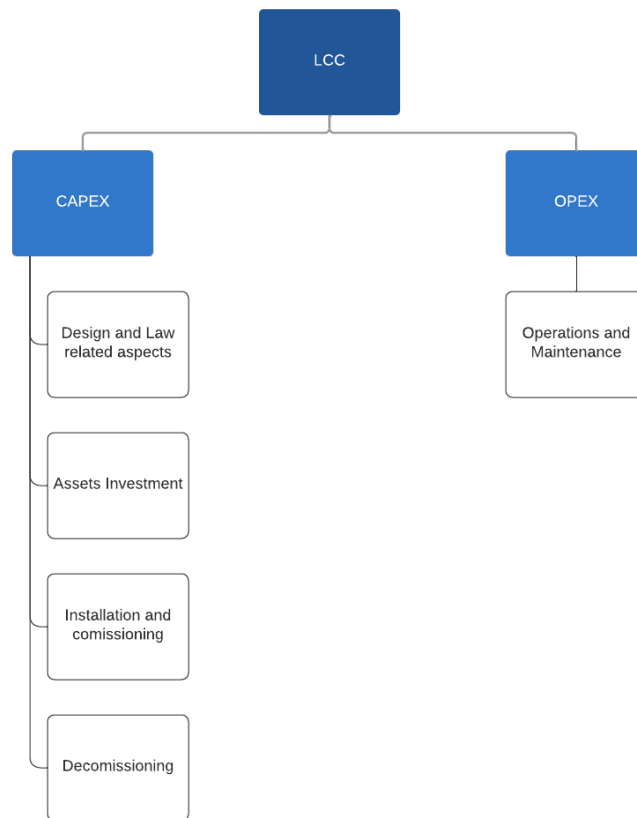 LCC
CAPEX
OPEX
Design and Law
related aspects
Operations and
Maintenance
Assets Investment
Installation and
comissioning
Decomissioning